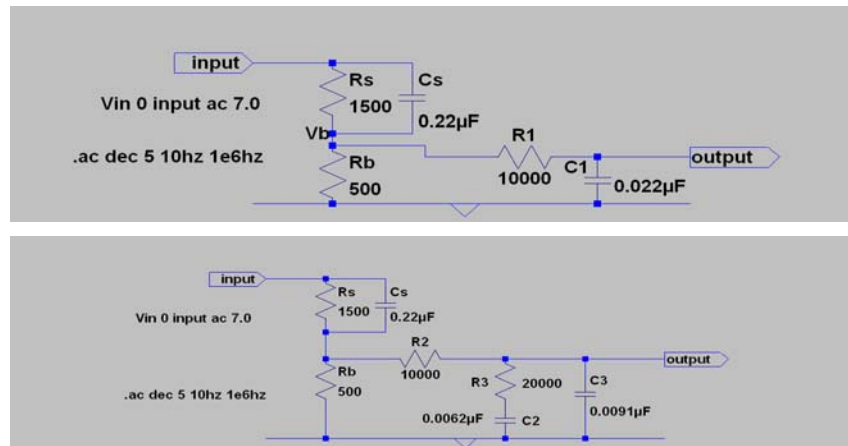 input
Rs
Cs
Vin 0 input ac 7.0
1500
0.22µF
Vb
R1
.ac dec 5 10hz 1e6hz
Rb
C1
output
10000
0.022µF
500
input
Rs
Cs
Vin 0 input ac 7.0
1500
0.22µF
R2
output
Rb
10000
R3
20000
C3
.ac dec 5 10hz 1e6hz
500
0.0062µF
C2
0.0091µF